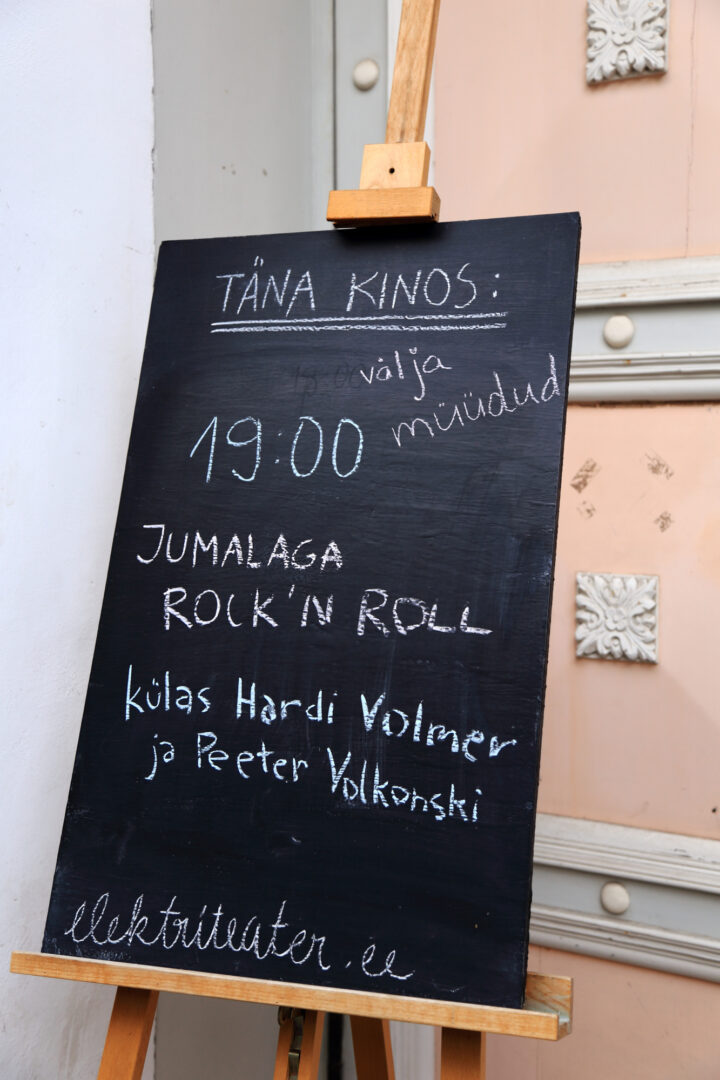 TÄNA KINOS:
välja
müüdud
19:00
JUMALAGA
ROCK'N ROLL
külas Hardi Volmer
ja Peeter Volkonski
elektriteater.ee